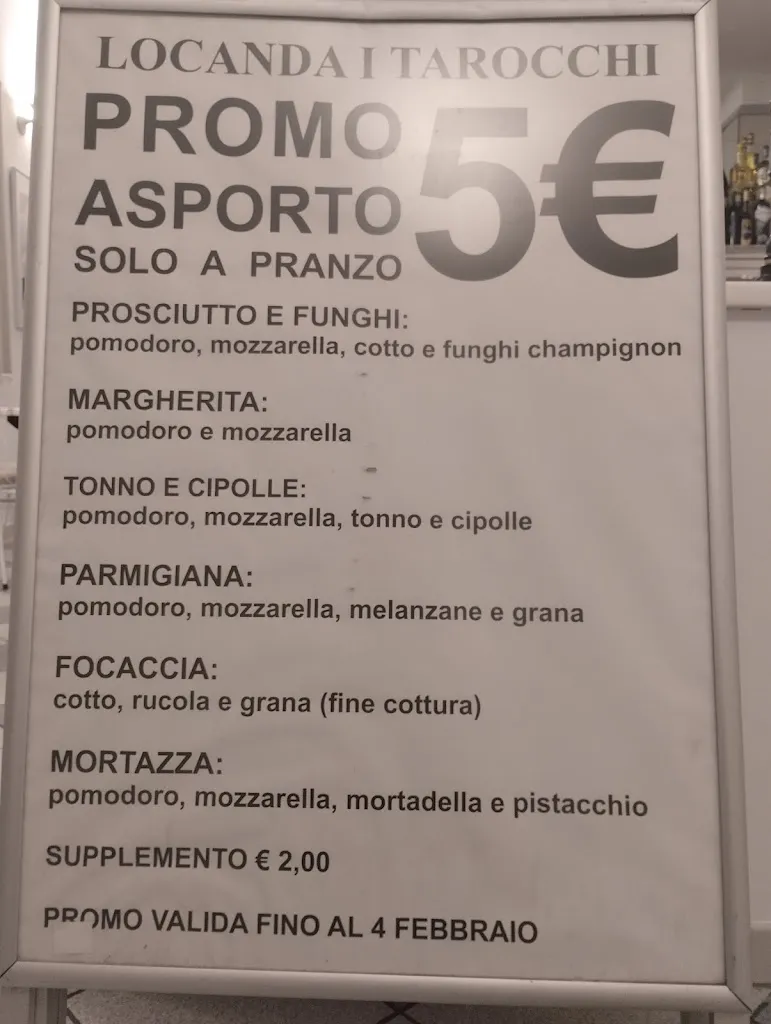 LOCANDA I TAROCCHI
PROMO
ASPORTO
SOLO A PRANZO
5€
PROSCIUTTO E FUNGHI:
pomodoro, mozzarella, cotto e funghi champignon
MARGHERITA:
pomodoro e mozzarella
TONNO E CIPOLLE:
pomodoro, mozzarella, tonno e cipolle
PARMIGIANA:
pomodoro, mozzarella, melanzane e grana
FOCACCIA:
cotto, rucola e grana (fine cottura)
MORTAZZA:
pomodoro, mozzarella, mortadella e pistacchio
SUPPLEMENTO € 2,00
PROMO VALIDA FINO AL 4 FEBBRAIO